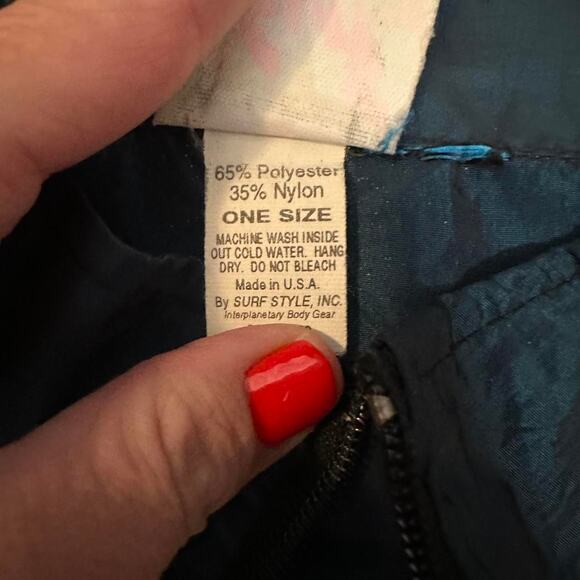 65% Polyester
35% Nylon
ONE SIZE
MACHINE WASH INSIDE
OUT COLD WATER. HANG
DRY. DO NOT BLEACH
Made in U.S.A.
By SURF STYLE, INC.
Interplanetary Body Gear